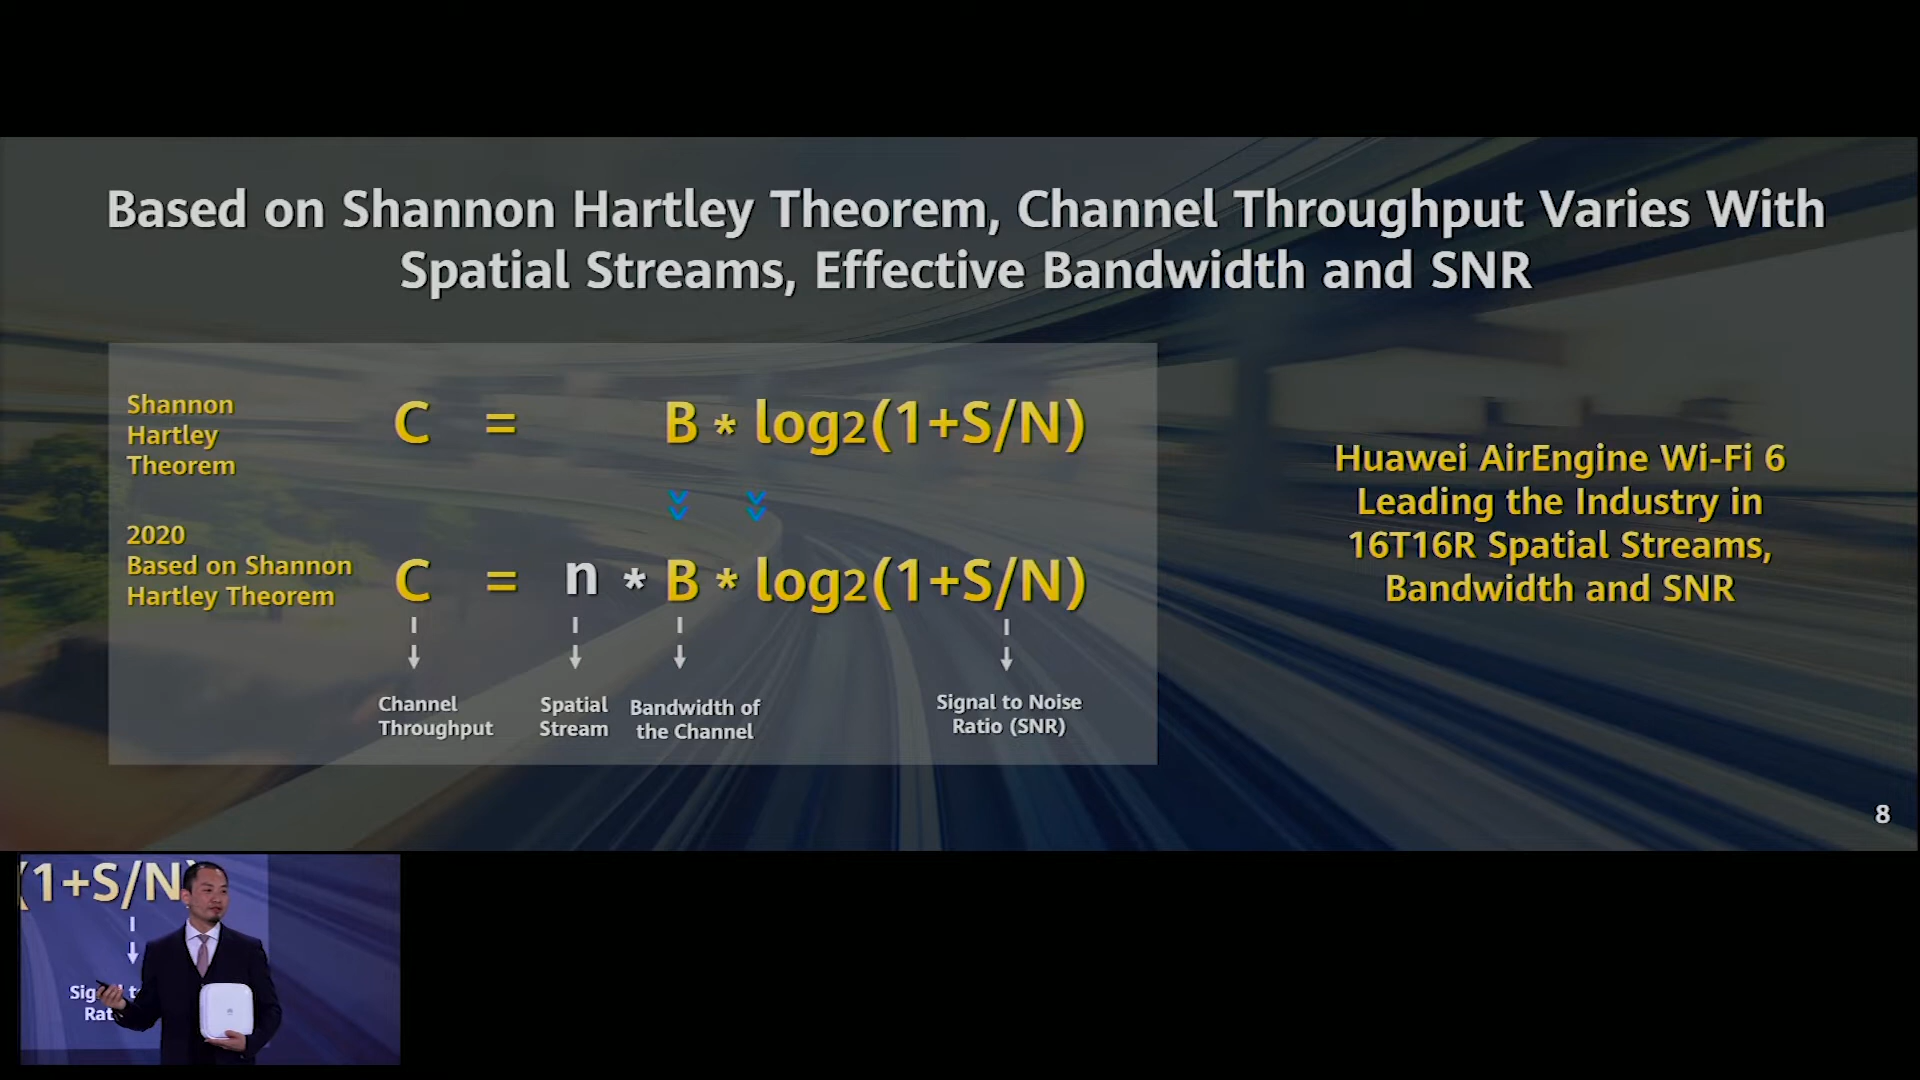 Based on Shannon Hartley Theorem, Channel Throughput Varies With
Spatial Streams, Effective Bandwidth and SNR
Shannon
Hartley
Theorem
C = B * log2(1+S/N)
2020
Based on Shannon
Hartley Theorem
C = n * B * log2(1+S/N)
Channel
Throughput
Spatial
Stream
Bandwidth of
the Channel
Signal to Noise
Ratio (SNR)
Huawei AirEngine Wi-Fi 6
Leading the Industry in
16T16R Spatial Streams,
Bandwidth and SNR
8
(1+S/N)
Sig t
Rat